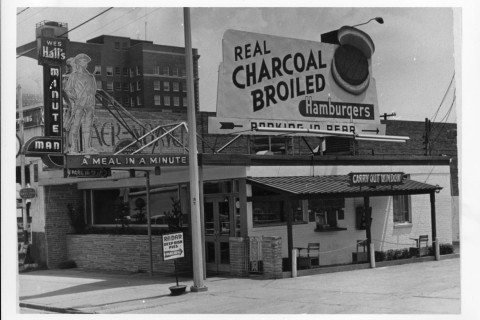 WES
Hall's
MINUTE
MAN
A MEAL IN A MINUTE
REAL
CHARCOAL
BROILED
Hamburgers
PARKING IN REAR
CARRY OUT WINDOW